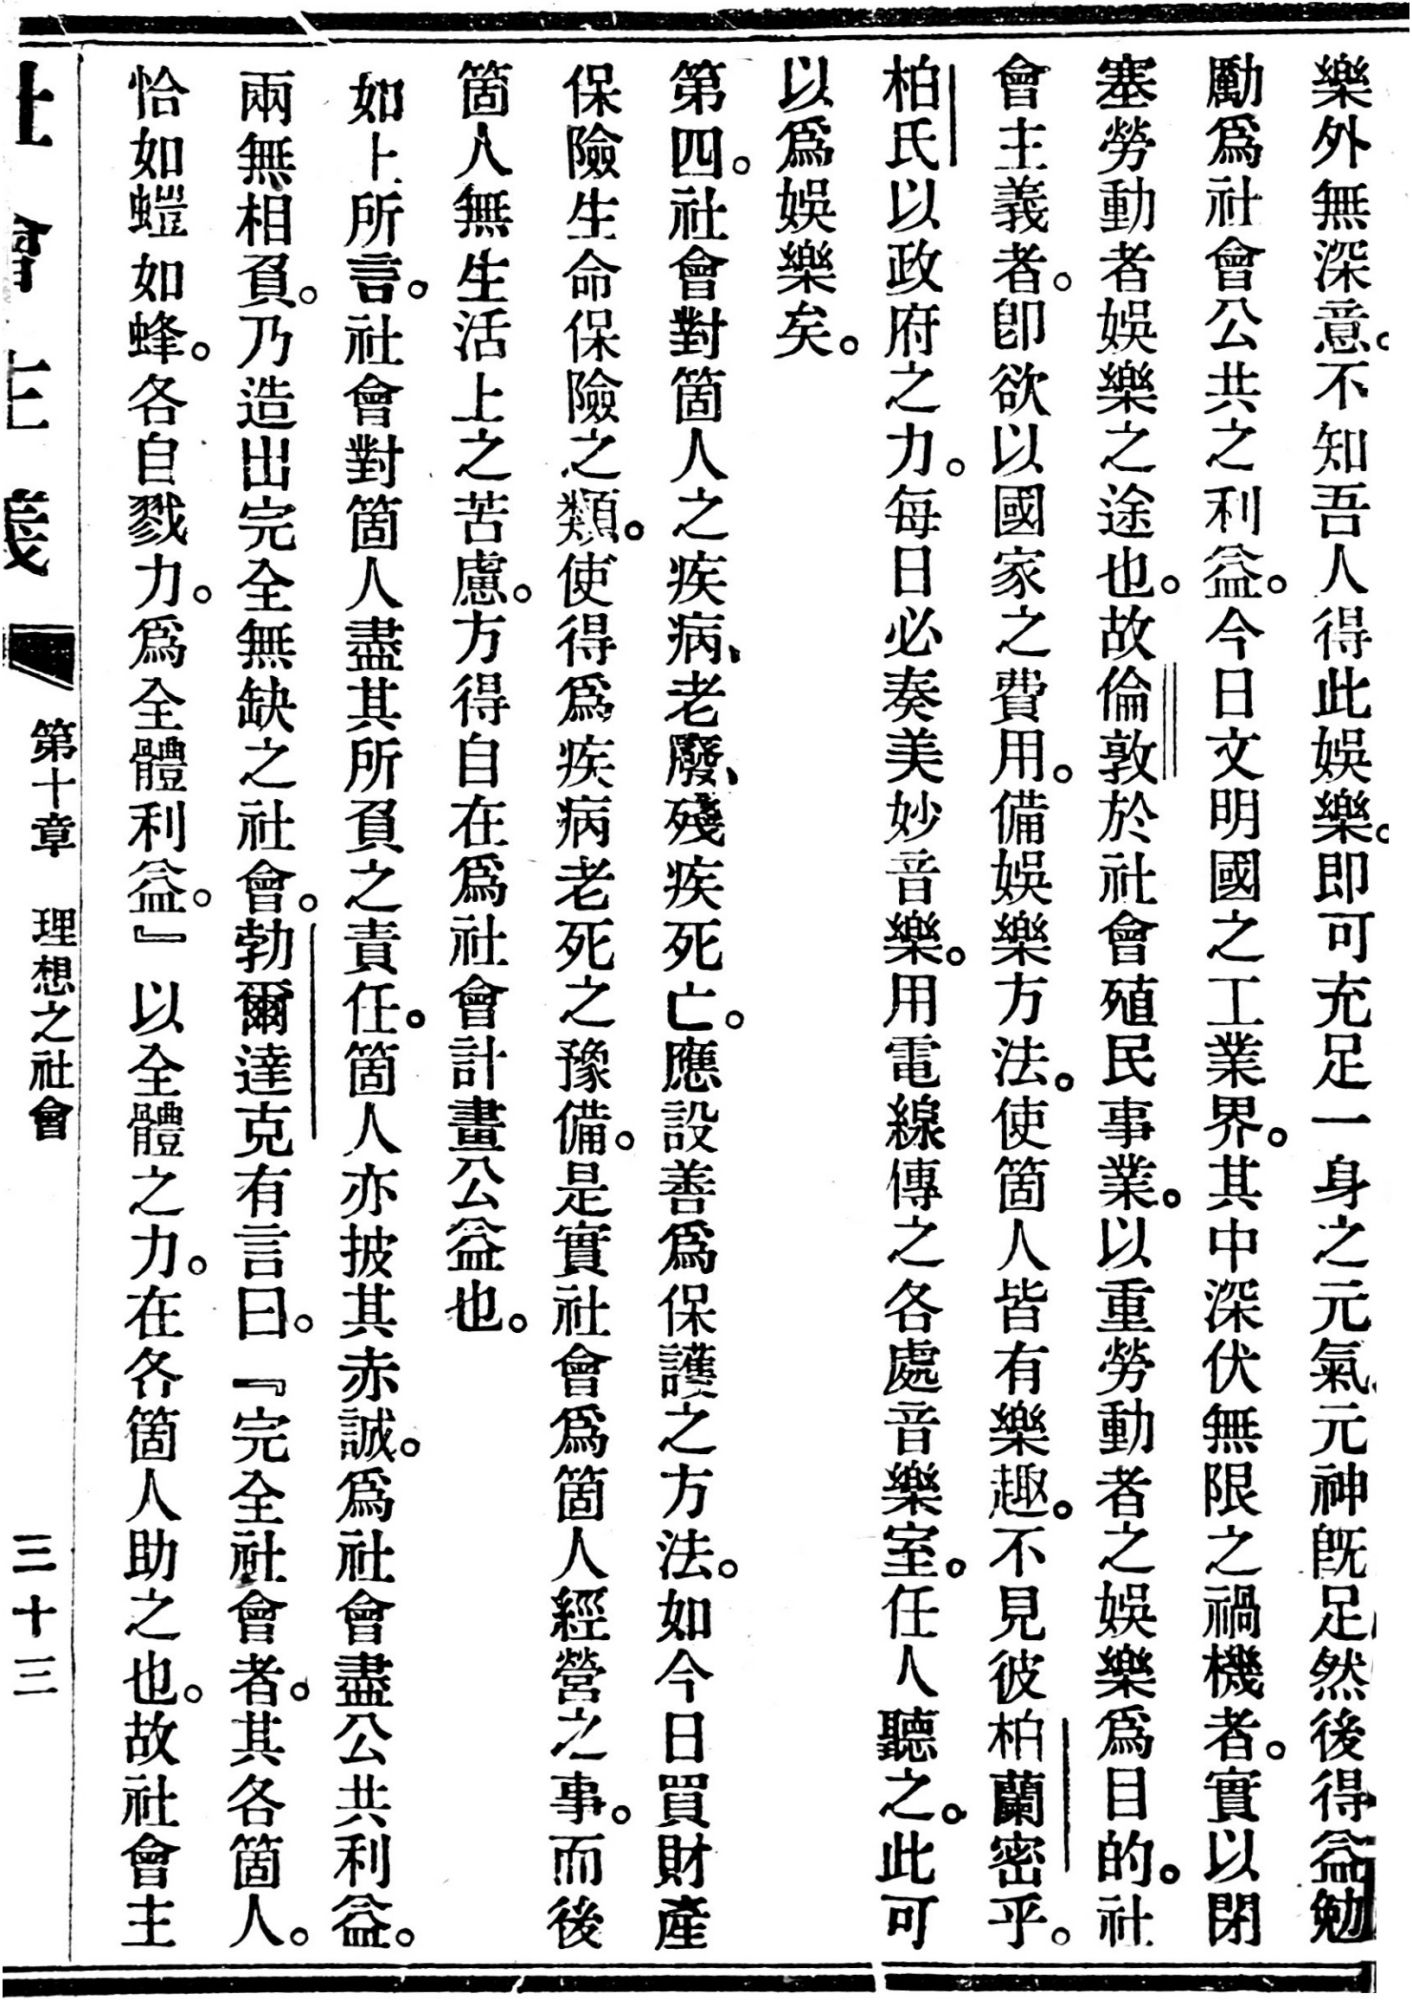 樂外無深意。不知吾人得此娛樂。即可充足一身之元氣、元神旣足、然後得益勉
勵爲社會公共之利益。今日文明國之工業界。其中深伏無限之禍機者。實以閉
塞勞動者娛樂之途也。故倫敦於社會殖民事業。以重勞動者之娛樂爲目的。社
會主義者。卽欲以國家之費用。備娛樂方法。使箇人皆有樂趣。不見彼柏蘭密乎。
柏氏以政府之力。每日必奏美妙音樂。用電線傳之各處音樂室。任人聽之。此可
以爲娛樂矣。
第四。社會對箇人之疾病、老廢、殘疾死亡。應設善爲保護之方法。如今日買財產
保險生命保險之類。使得爲疾病老死之豫備。是實社會爲箇人經營之事。而後
箇人無生活上之苦慮。方得自在爲社會計畫公益也。
如上所言。社會對箇人盡其所負之責任。箇人亦披其赤誠。爲社會盡公共利益。
兩無相負。乃造出完全無缺之社會。勃爾達克有言曰。『完全社會者。其各箇人。
恰如螘如蜂。各自戮力。爲全體利益。』以全體之力。在各箇人助之也。故社會主
社會主義
第十章 理想之社會
三十三